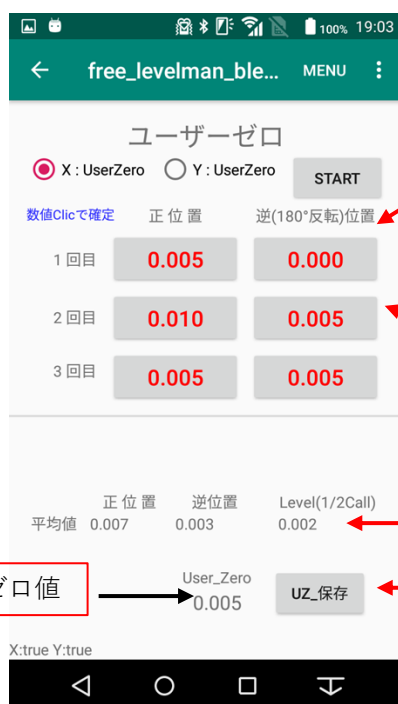 100% 19:03
free_levelman_ble... MENU
ユーザーゼロ
X : UserZero Y : UserZero START
数値Clicで確定 正 位 置 逆(180°反転)位置
1 回目 0.005 0.000
2 回目 0.010 0.005
3 回目 0.005 0.005
正 位 置 逆位置 Level(1/2Call)
平均値 0.007 0.003 0.002
User_Zero
ゼロ値 0.005 UZ_保存
X:true Y:true